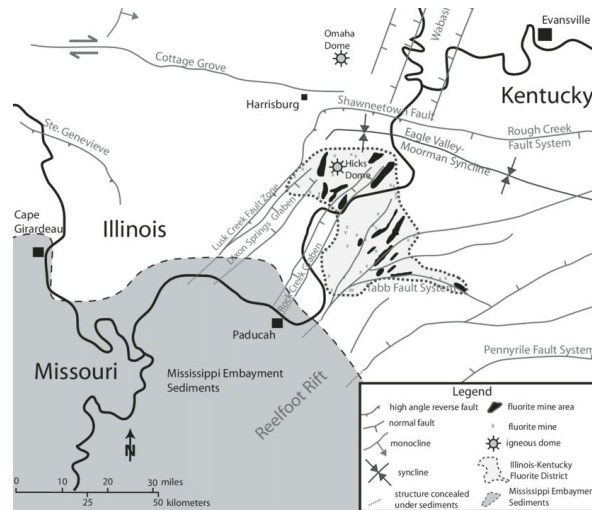 Evansville
Omaha
Dome
Wabash
Cottage Grove
Harrisburg
Kentucky
Shawneetown Fault
Rough Creek
Fault System
Ste. Genevieve
Eagle Valley-
Moorman Syncline
Hicks
Dome
Cape
Girardeau
Illinois
Lusk Creek Fault Zone
Dixon Springs Glaben
Rock Creek Glaben
Tabb Fault System
Paducah
Pennyrile Fault System
Missouri
Mississippi Embayment
Sediments
Reelfoot Rift
N
0 10 20 30 miles
25 50 kilometers
Legend
high angle reverse fault
fluorite mine area
normal fault
fluorite mine
monocline
igneous dome
syncline
Illinois-Kentucky
Fluorite District
structure concealed
under sediments
Mississippi Embayment
Sediments